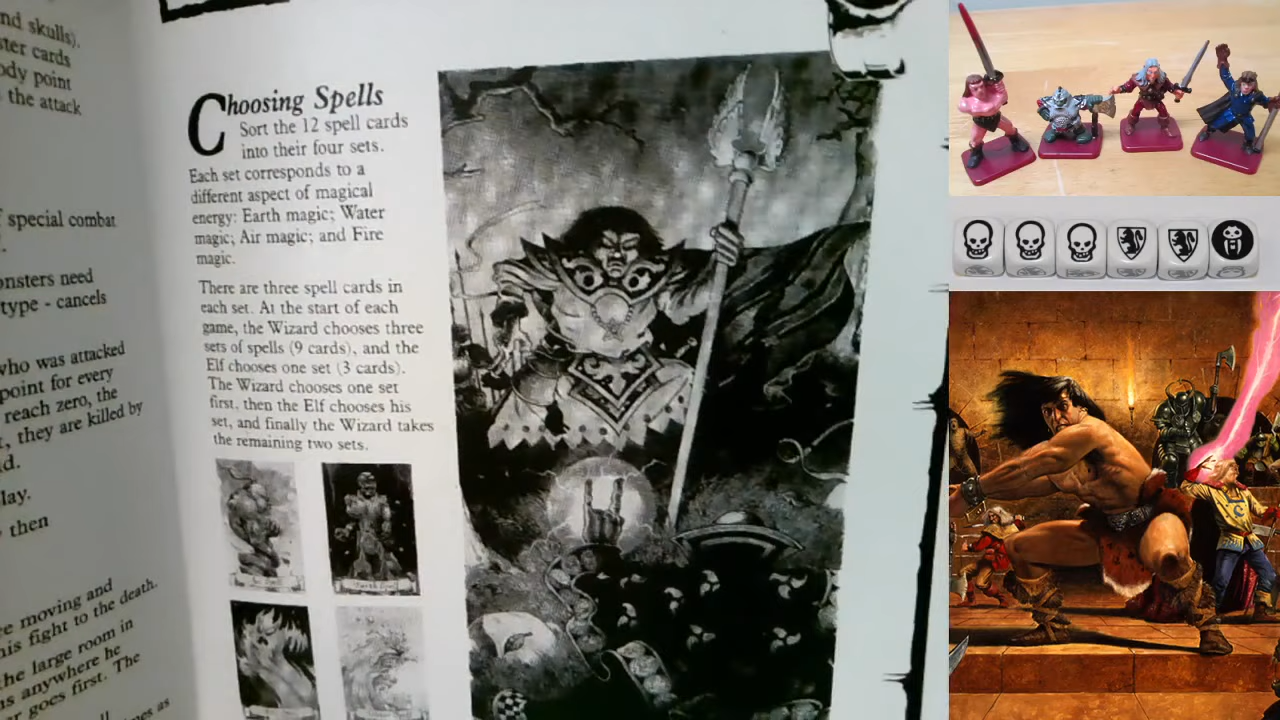 nd skulls).
ster cards
ody point
the attack
special combat
onsters need
type - cancels
who was attacked
point for every
reach zero, the
, they are killed by
d.
lay.
then
e moving and
his fight to the death.
the large room in
s anywhere he
r goes first. The
Choosing Spells
Sort the 12 spell cards
into their four sets.
Each set corresponds to a
different aspect of magical
energy: Earth magic; Water
magic; Air magic; and Fire
magic.
There are three spell cards in
each set. At the start of each
game, the Wizard chooses three
sets of spells (9 cards), and the
Elf chooses one set (3 cards).
The Wizard chooses one set
first, then the Elf chooses his
set, and finally the Wizard takes
the remaining two sets.